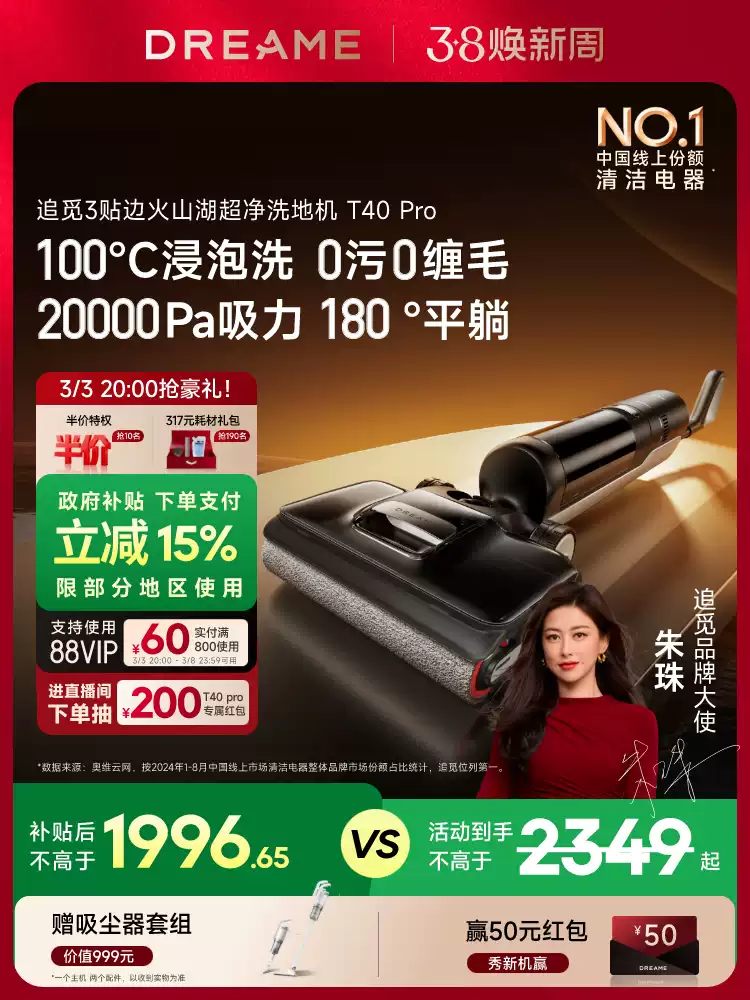 DREAME
3.8焕新周
NO.1
中国线上份额
清洁电器*
追觅3贴边火山湖超净洗地机 T40 Pro
100°C浸泡洗 0污0缠毛
20000Pa吸力 180°平躺
3/3 20:00抢豪礼!
半价特权
半价
抢10名
317元耗材礼包
抢190名
政府补贴 下单支付
立减15%
限部分地区使用
支持使用
88VIP
¥60
实付满
800使用
3/3 20:00 - 3/8 23:59可用
进直播间
下单抽
¥200
T40 pro
专属红包
DREAME
追觅品牌大使
朱珠
*数据来源：奥维云网，按2024年1-8月中国线上市场清洁电器整体品牌市场份额占比统计，追觅位列第一。
补贴后
不高于
1996.65
VS
活动到手
不高于
2349起
赠吸尘器套组
价值999元
*一个主机 两个配件，以收到实物为准
赢50元红包
秀新机赢
¥50
DREAME